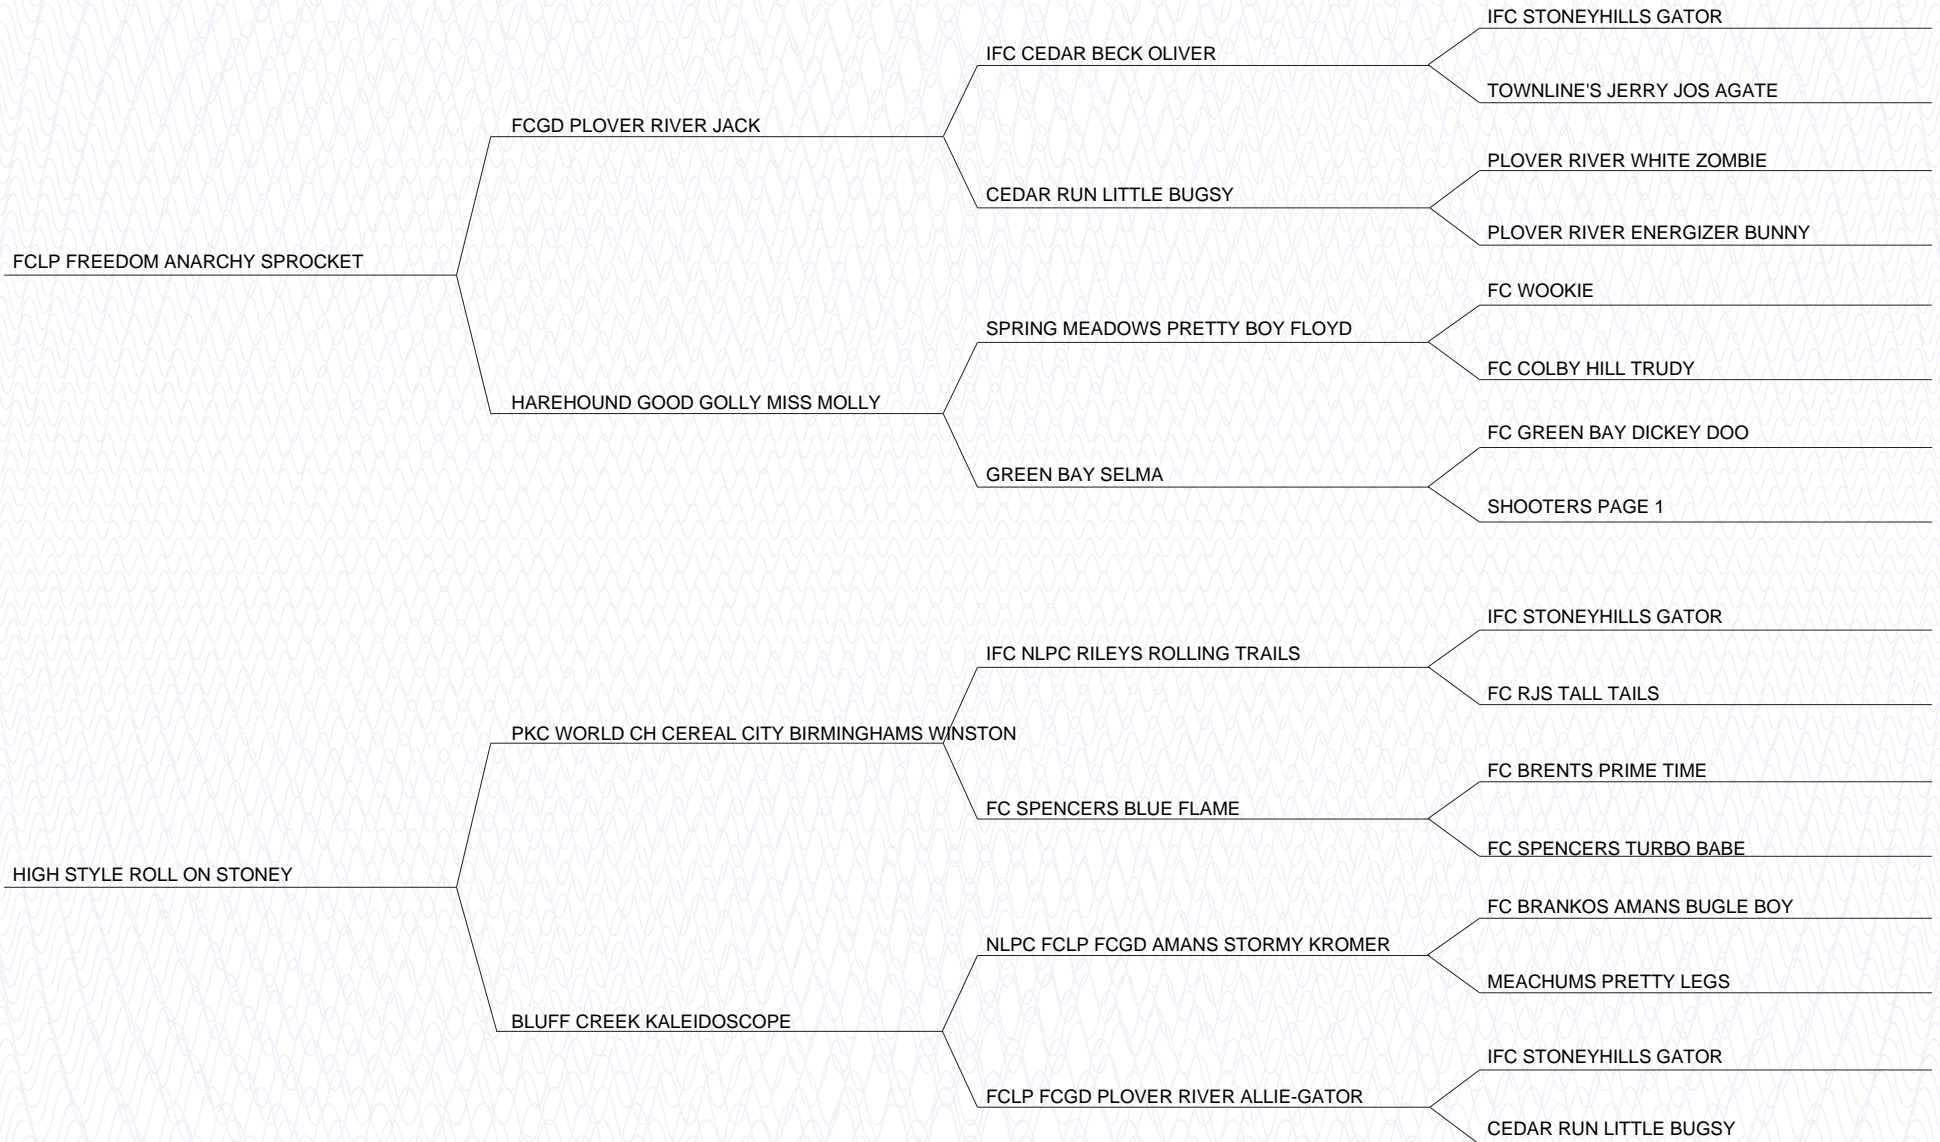 IFC STONEYHILLS GATOR
IFC CEDAR BECK OLIVER
TOWNLINE'S JERRY JOS AGATE
FCGD PLOVER RIVER JACK
PLOVER RIVER WHITE ZOMBIE
CEDAR RUN LITTLE BUGSY
PLOVER RIVER ENERGIZER BUNNY
FCLP FREEDOM ANARCHY SPROCKET
FC WOOKIE
SPRING MEADOWS PRETTY BOY FLOYD
FC COLBY HILL TRUDY
HAREHOUND GOOD GOLLY MISS MOLLY
FC GREEN BAY DICKEY DOO
GREEN BAY SELMA
SHOOTERS PAGE 1
IFC STONEYHILLS GATOR
IFC NLPC RILEYS ROLLING TRAILS
FC RJS TALL TAILS
PKC WORLD CH CEREAL CITY BIRMINGHAMS WINSTON
FC BRENTS PRIME TIME
FC SPENCERS BLUE FLAME
FC SPENCERS TURBO BABE
HIGH STYLE ROLL ON STONEY
FC BRANKOS AMANS BUGLE BOY
NLPC FCLP FCGD AMANS STORMY KROMER
MEACHUMS PRETTY LEGS
BLUFF CREEK KALEIDOSCOPE
IFC STONEYHILLS GATOR
FCLP FCGD PLOVER RIVER ALLIE-GATOR
CEDAR RUN LITTLE BUGSY